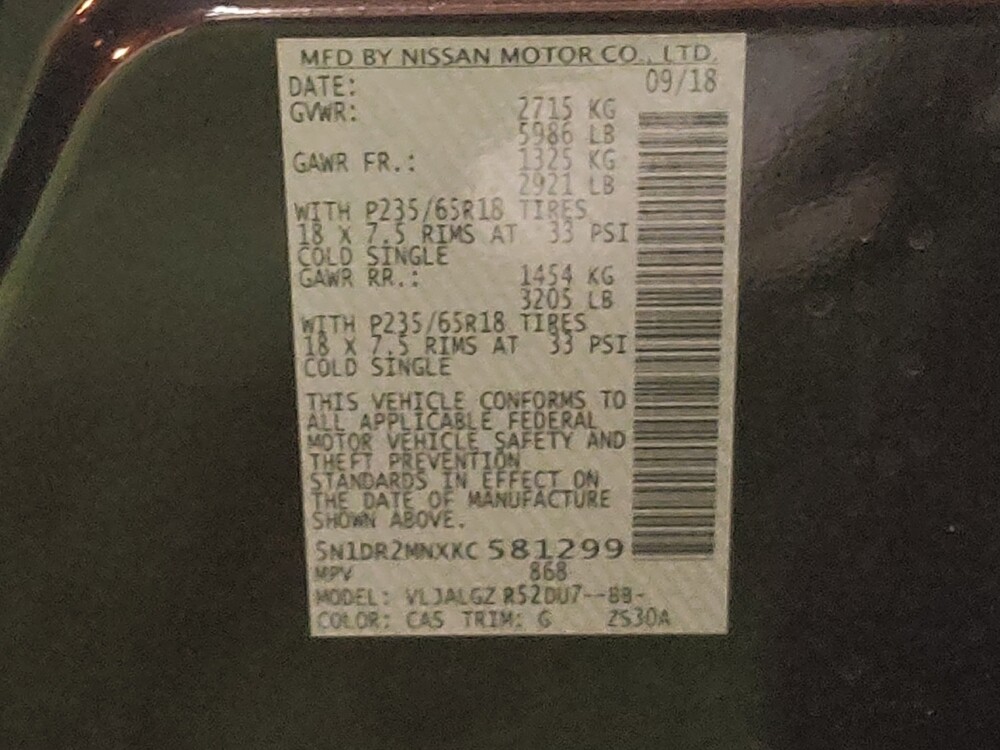 MFD BY NISSAN MOTOR CO., LTD.
DATE: 09/18
GVWR: 2715 KG
5986 LB
GAWR FR.: 1325 KG
2921 LB
WITH P235/65R18 TIRES
18 X 7.5 RIMS AT 33 PSI
COLD SINGLE
GAWR RR.: 1454 KG
3205 LB
WITH P235/65R18 TIRES
18 X 7.5 RIMS AT 33 PSI
COLD SINGLE
THIS VEHICLE CONFORMS TO
ALL APPLICABLE FEDERAL
MOTOR VEHICLE SAFETY AND
THEFT PREVENTION
STANDARDS IN EFFECT ON
THE DATE OF MANUFACTURE
SHOWN ABOVE.
5N1DR2MNXKC581299
MPV 868
MODEL: VLJALGZ R52DU7--BB-
COLOR: CAS TRIM: G ZS30A